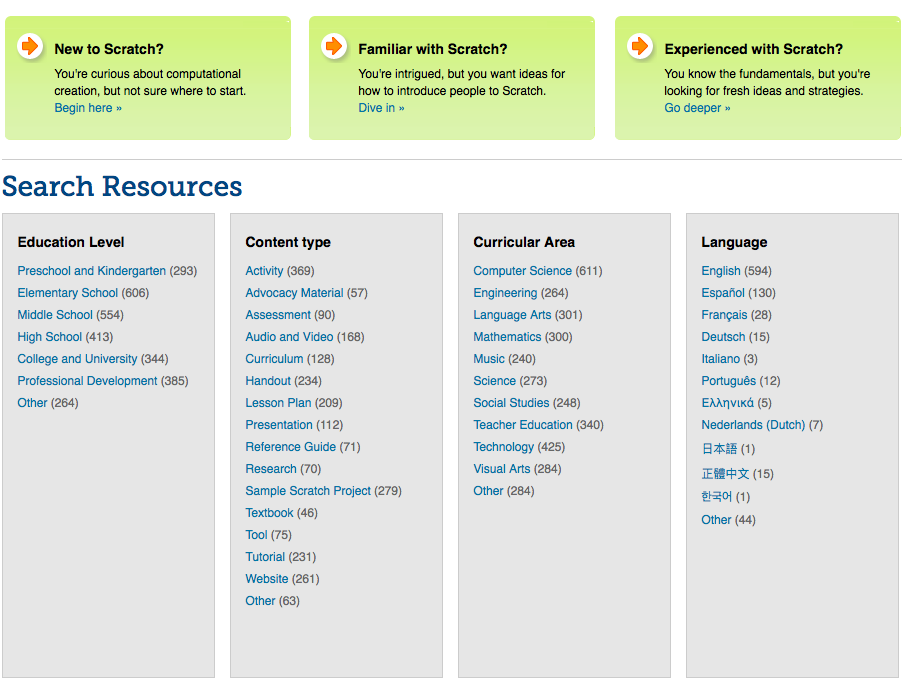 New to Scratch?
You're curious about computational
creation, but not sure where to start.
Begin here »
Familiar with Scratch?
You're intrigued, but you want ideas for
how to introduce people to Scratch.
Dive in »
Experienced with Scratch?
You know the fundamentals, but you're
looking for fresh ideas and strategies.
Go deeper »
Search Resources
Education Level
Preschool and Kindergarten (293)
Elementary School (606)
Middle School (554)
High School (413)
College and University (344)
Professional Development (385)
Other (264)
Content type
Activity (369)
Advocacy Material (57)
Assessment (90)
Audio and Video (168)
Curriculum (128)
Handout (234)
Lesson Plan (209)
Presentation (112)
Reference Guide (71)
Research (70)
Sample Scratch Project (279)
Textbook (46)
Tool (75)
Tutorial (231)
Website (261)
Other (63)
Curricular Area
Computer Science (611)
Engineering (264)
Language Arts (301)
Mathematics (300)
Music (240)
Science (273)
Social Studies (248)
Teacher Education (340)
Technology (425)
Visual Arts (284)
Other (284)
Language
English (594)
Español (130)
Français (28)
Deutsch (15)
Italiano (3)
Português (12)
Ελληνικά (5)
Nederlands (Dutch) (7)
日本語 (1)
正體中文 (15)
한국어 (1)
Other (44)